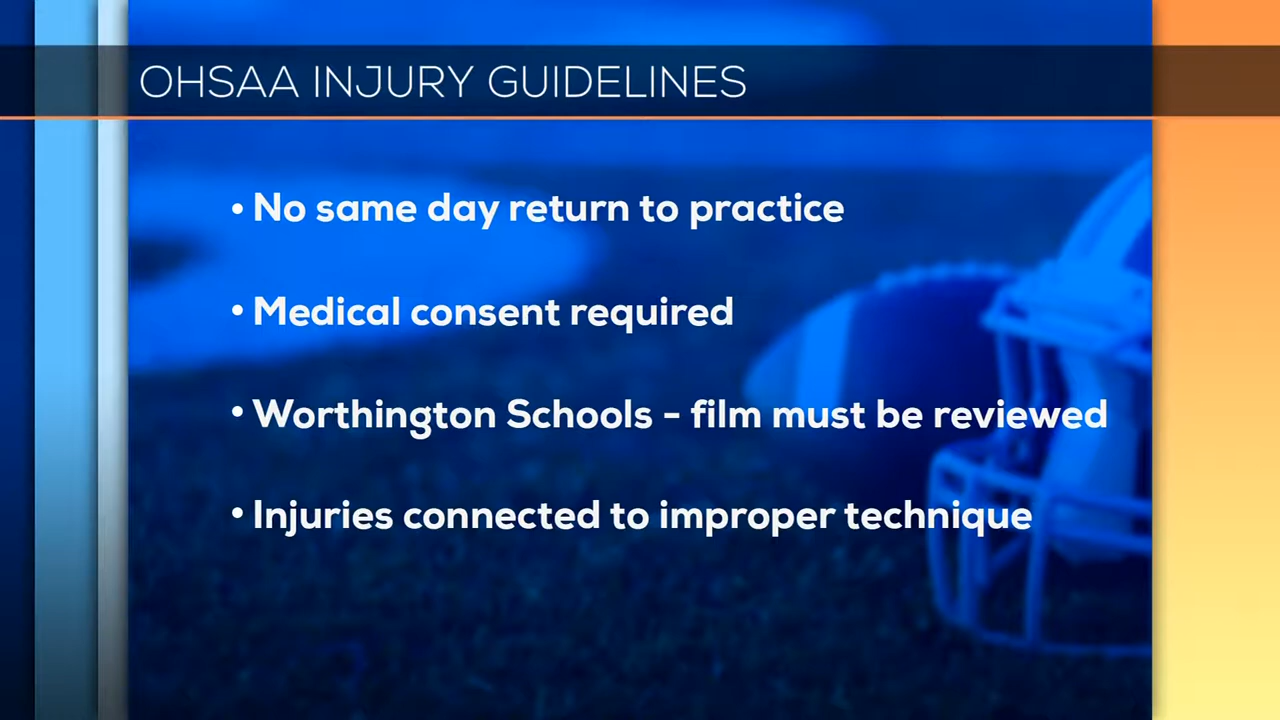 OHSAA INJURY GUIDELINES
• No same day return to practice
• Medical consent required
• Worthington Schools - film must be reviewed
• Injuries connected to improper technique